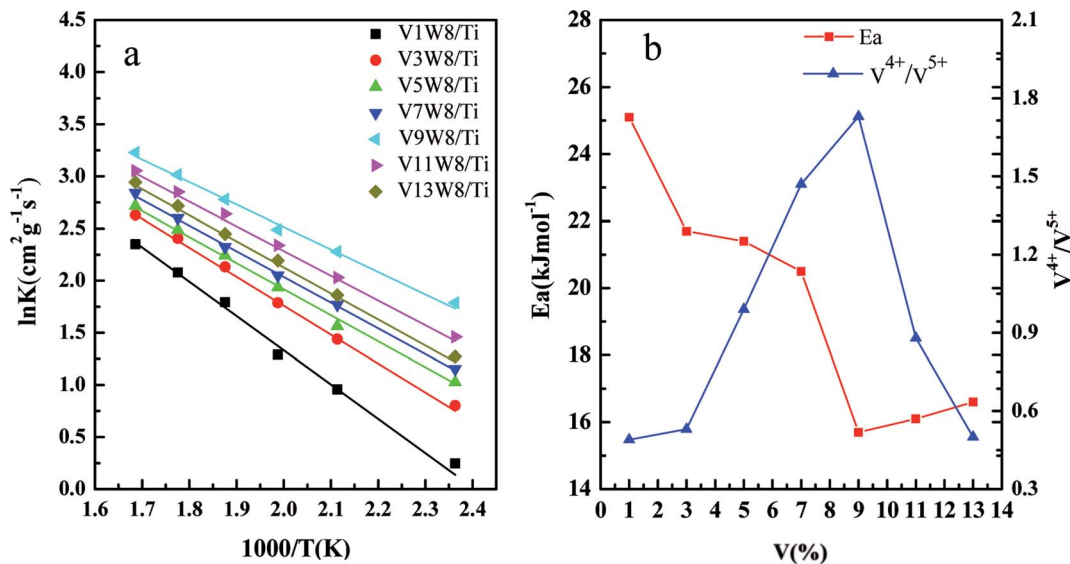 a
V1W8/Ti
V3W8/Ti
V5W8/Ti
V7W8/Ti
V9W8/Ti
V11W8/Ti
V13W8/Ti
4.5
4.0
3.5
3.0
2.5
2.0
1.5
1.0
0.5
0.0
lnK(cm²g⁻¹s⁻¹)
1.6 1.7 1.8 1.9 2.0 2.1 2.2 2.3 2.4
1000/T(K)
b
Ea
V⁴⁺/V⁵⁺
28
26
24
22
20
18
16
14
Ea(kJmol⁻¹)
2.1
1.8
1.5
1.2
0.9
0.6
0.3
V⁴⁺/V⁵⁺
0 1 2 3 4 5 6 7 8 9 10 11 12 13 14
V(%)